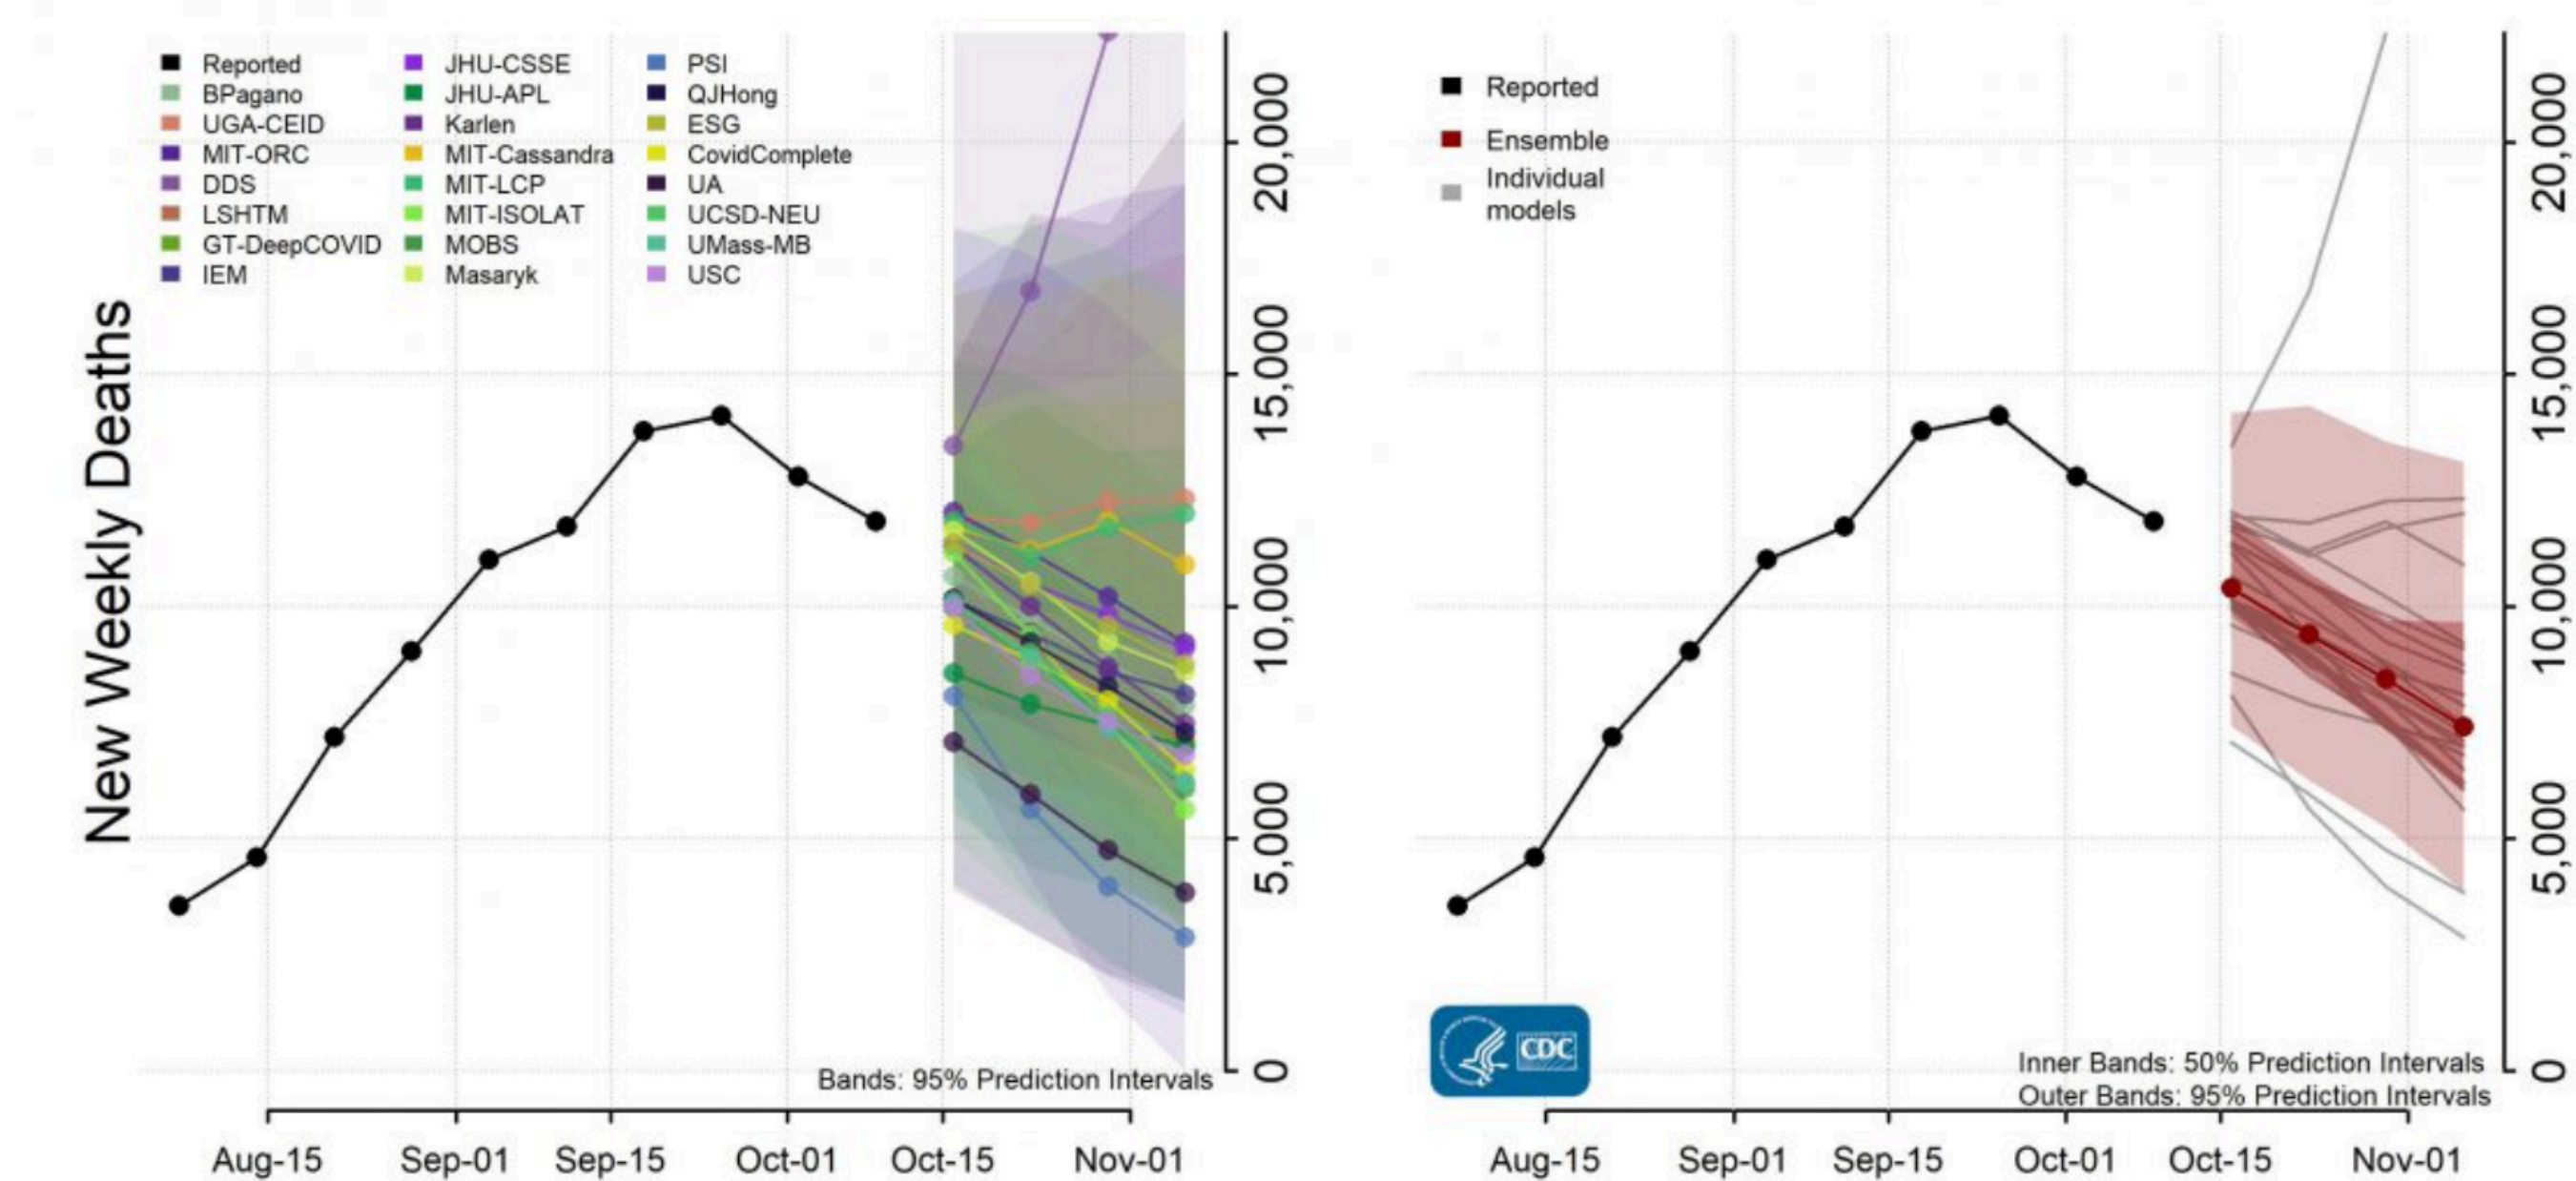 New Weekly Deaths
Reported
BPagano
UGA-CEID
MIT-ORC
DDS
LSHTM
GT-DeepCOVID
IEM
JHU-CSSE
JHU-APL
Karlen
MIT-Cassandra
MIT-LCP
MIT-ISOLAT
MOBS
Masaryk
PSI
QJHong
ESG
CovidComplete
UA
UCSD-NEU
UMass-MB
USC
20,000
15,000
10,000
5,000
0
Bands: 95% Prediction Intervals
Aug-15
Sep-01
Sep-15
Oct-01
Oct-15
Nov-01
Reported
Ensemble
Individual
models
20,000
15,000
10,000
5,000
0
CDC
Inner Bands: 50% Prediction Intervals
Outer Bands: 95% Prediction Intervals
Aug-15
Sep-01
Sep-15
Oct-01
Oct-15
Nov-01